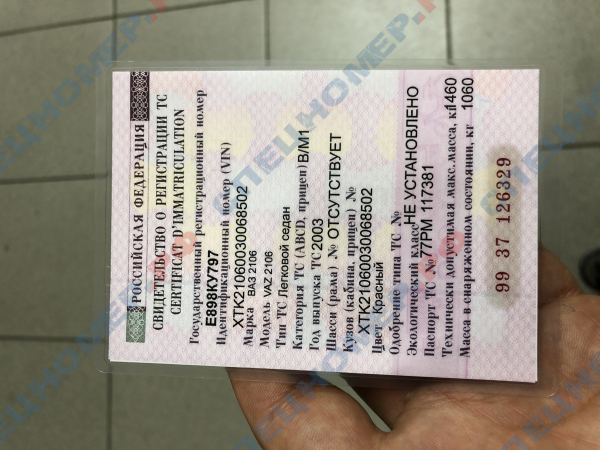 РОССИЙСКАЯ ФЕДЕРАЦИЯ
СВИДЕТЕЛЬСТВО О РЕГИСТРАЦИИ ТС
CERTIFICAT D'IMMATRICULATION
Государственный регистрационный номер
Е898КУ797
Идентификационный номер (VIN)
XTK21060030068502
Марка ВАЗ 2106
Модель VAZ 2106
Тип ТС Легковой седан
Категория ТС (ABCD, прицеп) B/M1
Год выпуска ТС 2003
Шасси (рама) № ОТСУТСТВУЕТ
Кузов (кабина, прицеп) №
XTK21060030068502
Цвет Красный
Одобрение типа ТС №
Экологический класс НЕ УСТАНОВЛЕНО
Паспорт ТС № 77РМ 117381
Технически допустимая макс.масса, кг 1460
Масса в снаряженном состоянии, кг 1060
99 37 126329
СПЕЦНОМЕР.РФ